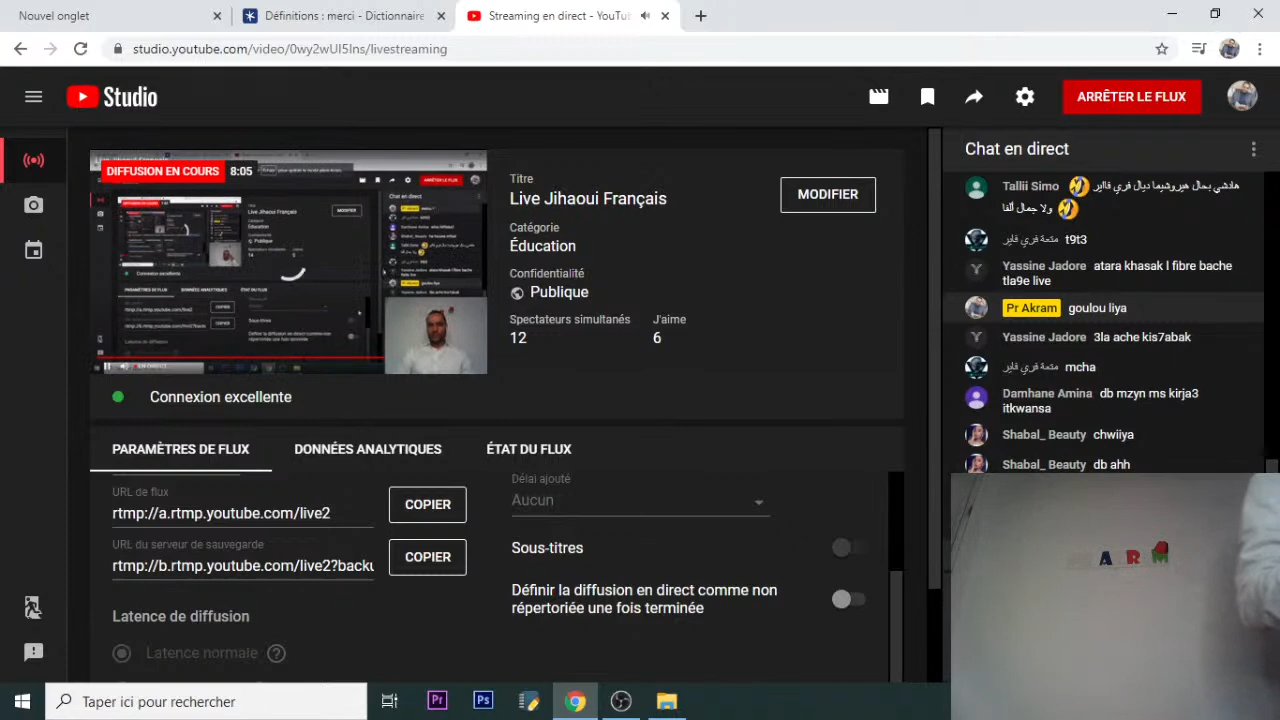 Nouvel onglet
Définitions : merci - Dictionnaire
Streaming en direct - YouTu
studio.youtube.com/video/0wy2wUI5Ins/livestreaming
Studio
ARRÊTER LE FLUX
DIFFUSION EN COURS 8:05
Titre
Live Jihaoui Français
MODIFIER
Catégorie
Éducation
Confidentialité
Publique
Spectateurs simultanés
J'aime
12
6
Connexion excellente
PARAMÈTRES DE FLUX
DONNÉES ANALYTIQUES
ÉTAT DU FLUX
URL de flux
rtmp://a.rtmp.youtube.com/live2
COPIER
URL du serveur de sauvegarde
rtmp://b.rtmp.youtube.com/live2?backu
COPIER
Latence de diffusion
Latence normale
Délai ajouté
Aucun
Sous-titres
Définir la diffusion en direct comme non
répertoriée une fois terminée
Chat en direct
Tallii Simo هادشي بحال هيروشيما ديال فري فاير
ولا جمال ألفا
متعة فري فاير t9t3
Yassine Jadore atara khasak l fibre bache
tla9e live
Pr Akram goulou liya
Yassine Jadore 3la ache kis7abak
متعة فري فاير mcha
Damhane Amina db mzyn ms kirja3
itkwansa
Shabal_ Beauty chwiiya
Shabal_ Beauty db ahh
A R M
Taper ici pour rechercher
Pr
Ps